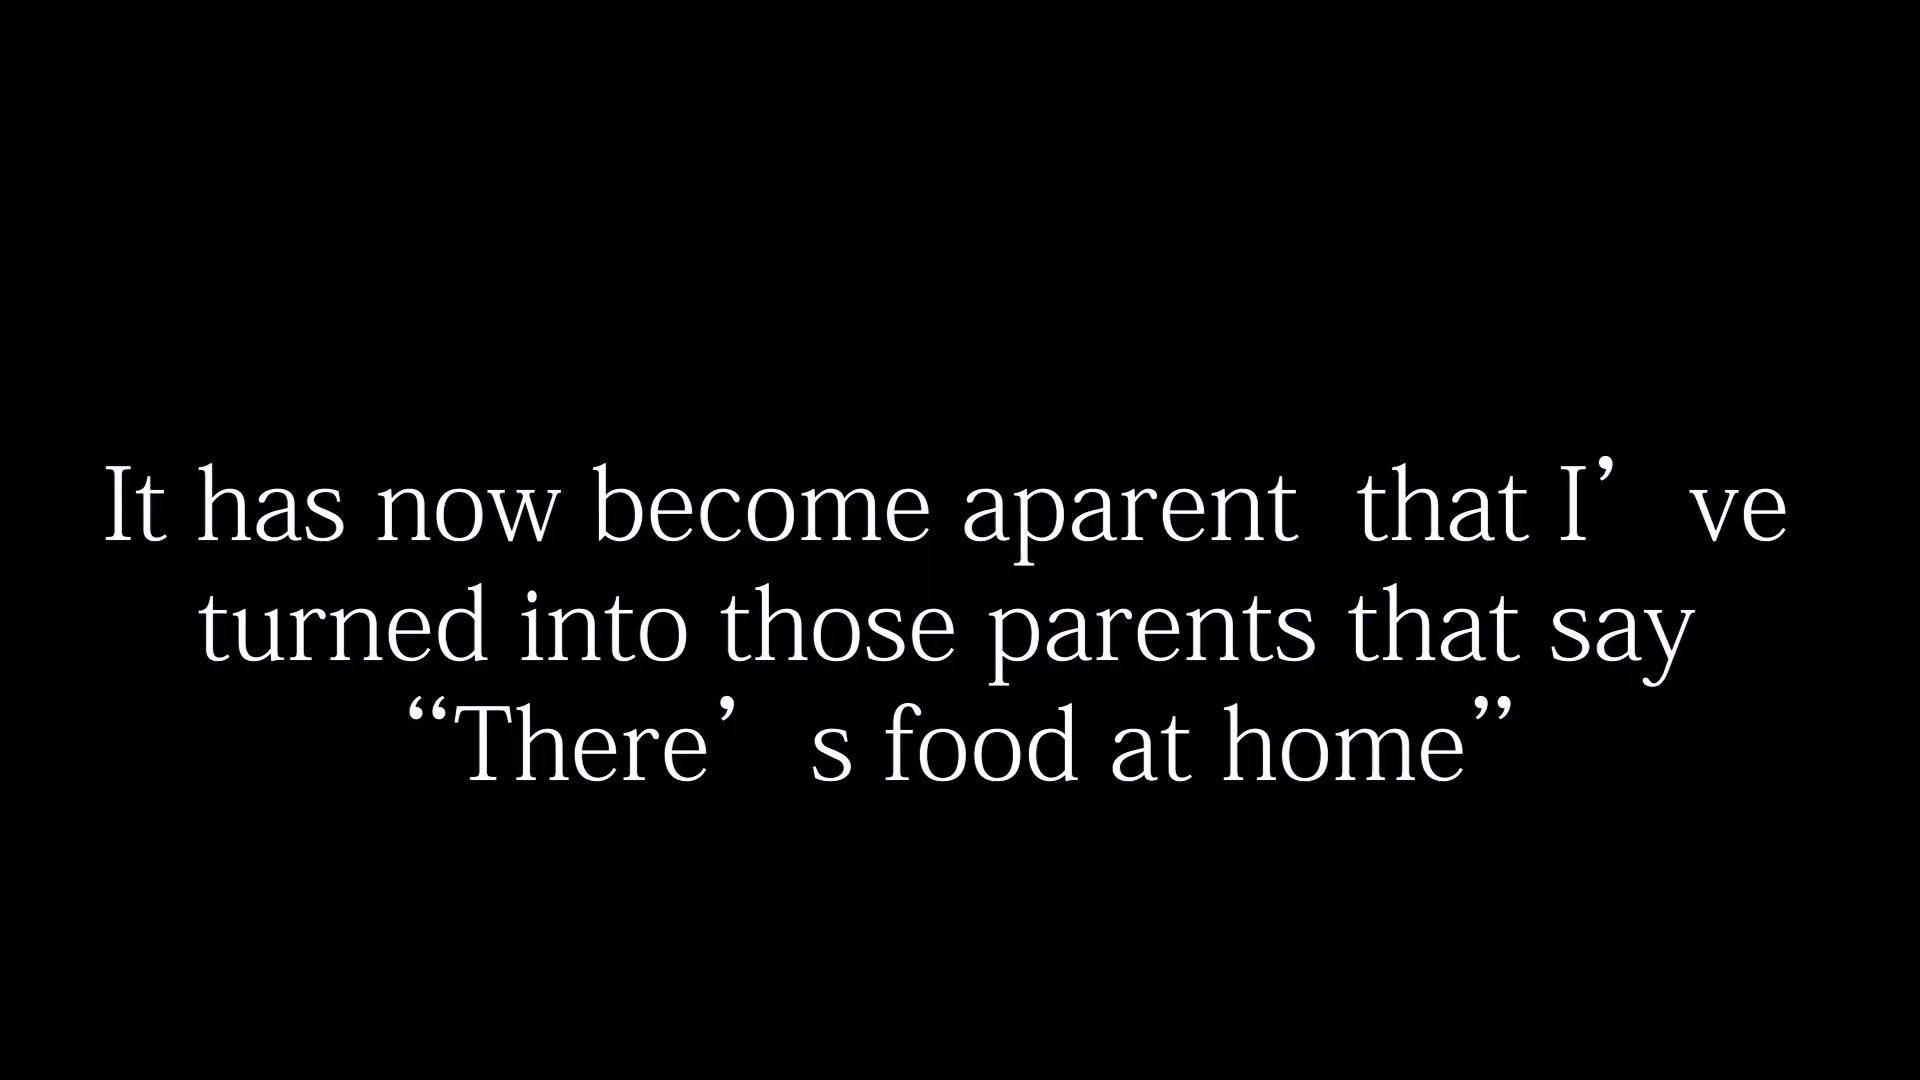 It has now become aparent  that I’ve
turned into those parents that say
“There’s food at home”